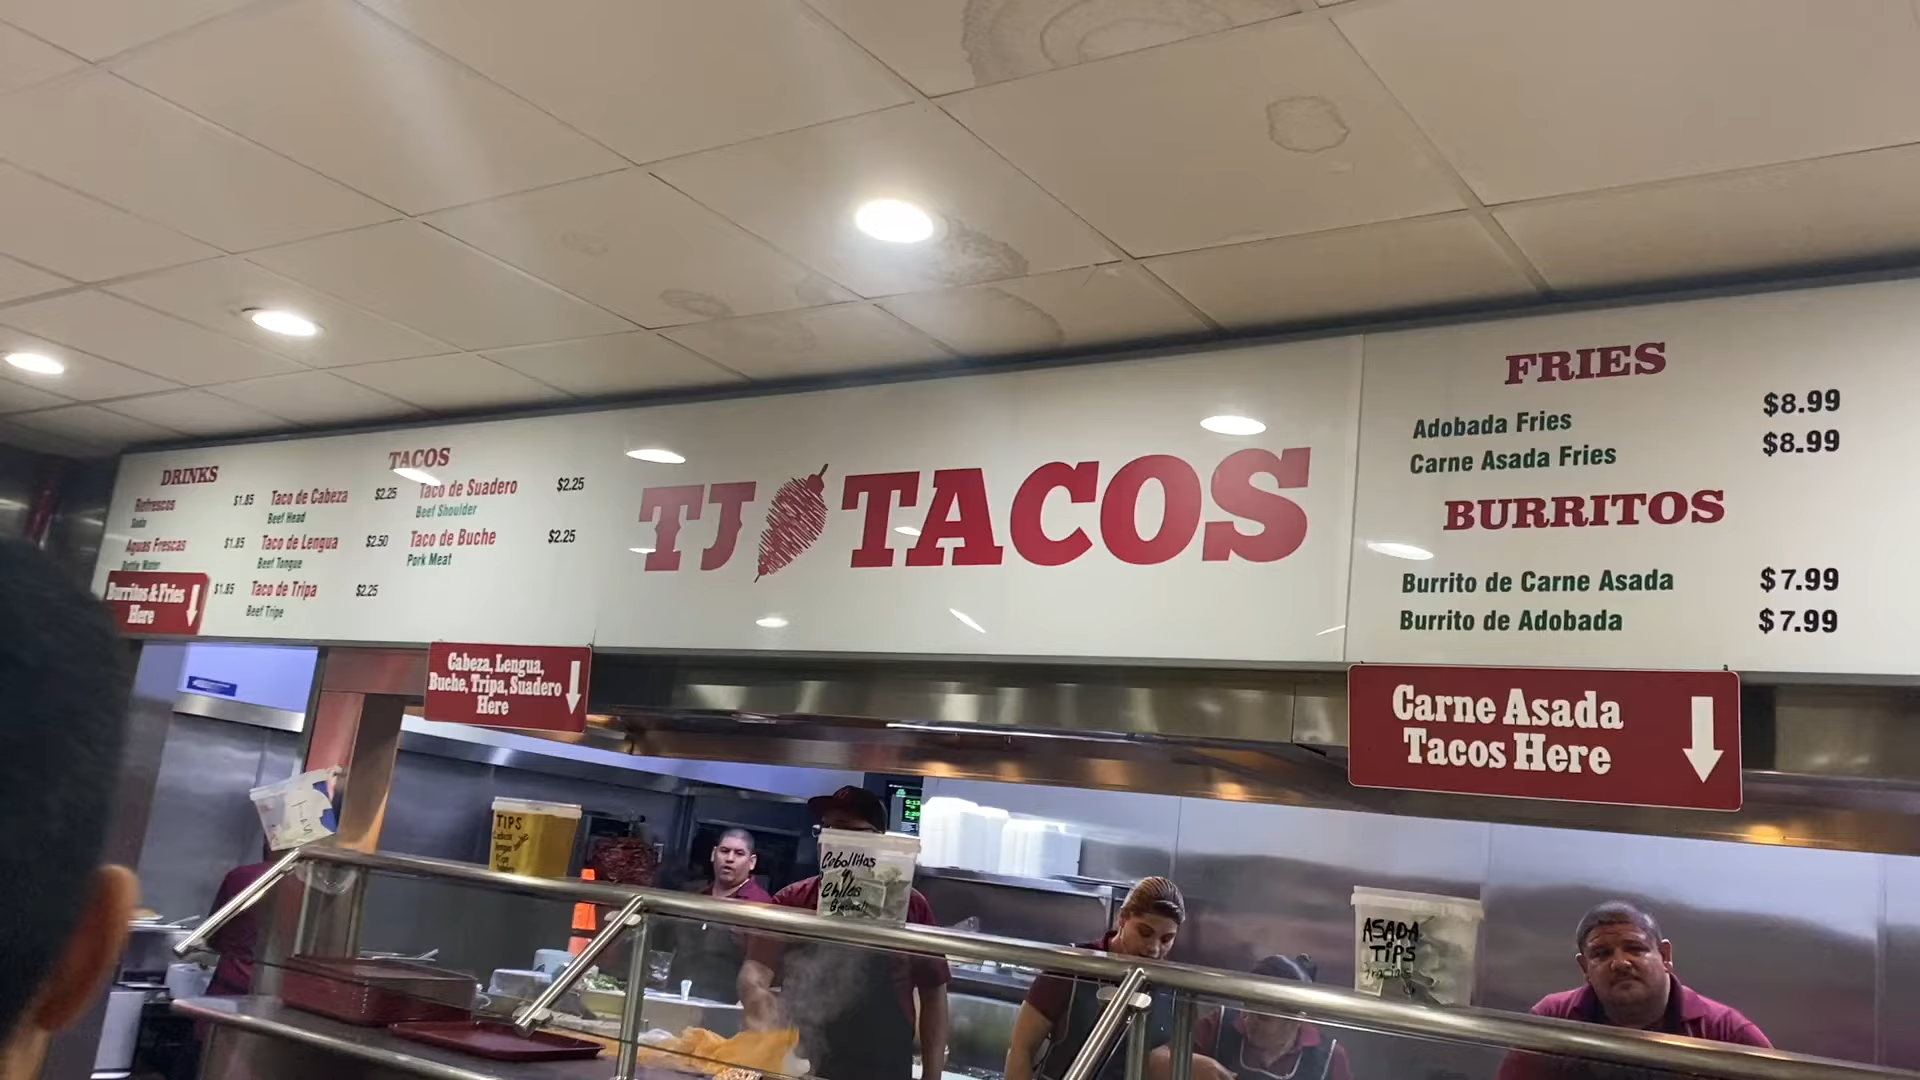 DRINKS
Refrescos $1.85
Soda
Aguas Frescas $1.85
Bottle Water
$1.85
TACOS
Taco de Cabeza $2.25
Beef Head
Taco de Lengua $2.50
Beef Tongue
Taco de Tripa $2.25
Beef Tripe
Taco de Suadero $2.25
Beef Shoulder
Taco de Buche $2.25
Pork Meat
TJ TACOS
FRIES
Adobada Fries $8.99
Carne Asada Fries $8.99
BURRITOS
Burrito de Carne Asada $7.99
Burrito de Adobada $7.99
Burritos & Fries
Here
Cabeza, Lengua,
Buche, Tripa, Suadero
Here
Carne Asada
Tacos Here
TIPS
TIPS
Cebollitas
y
Chiles
ASADA
TIPS